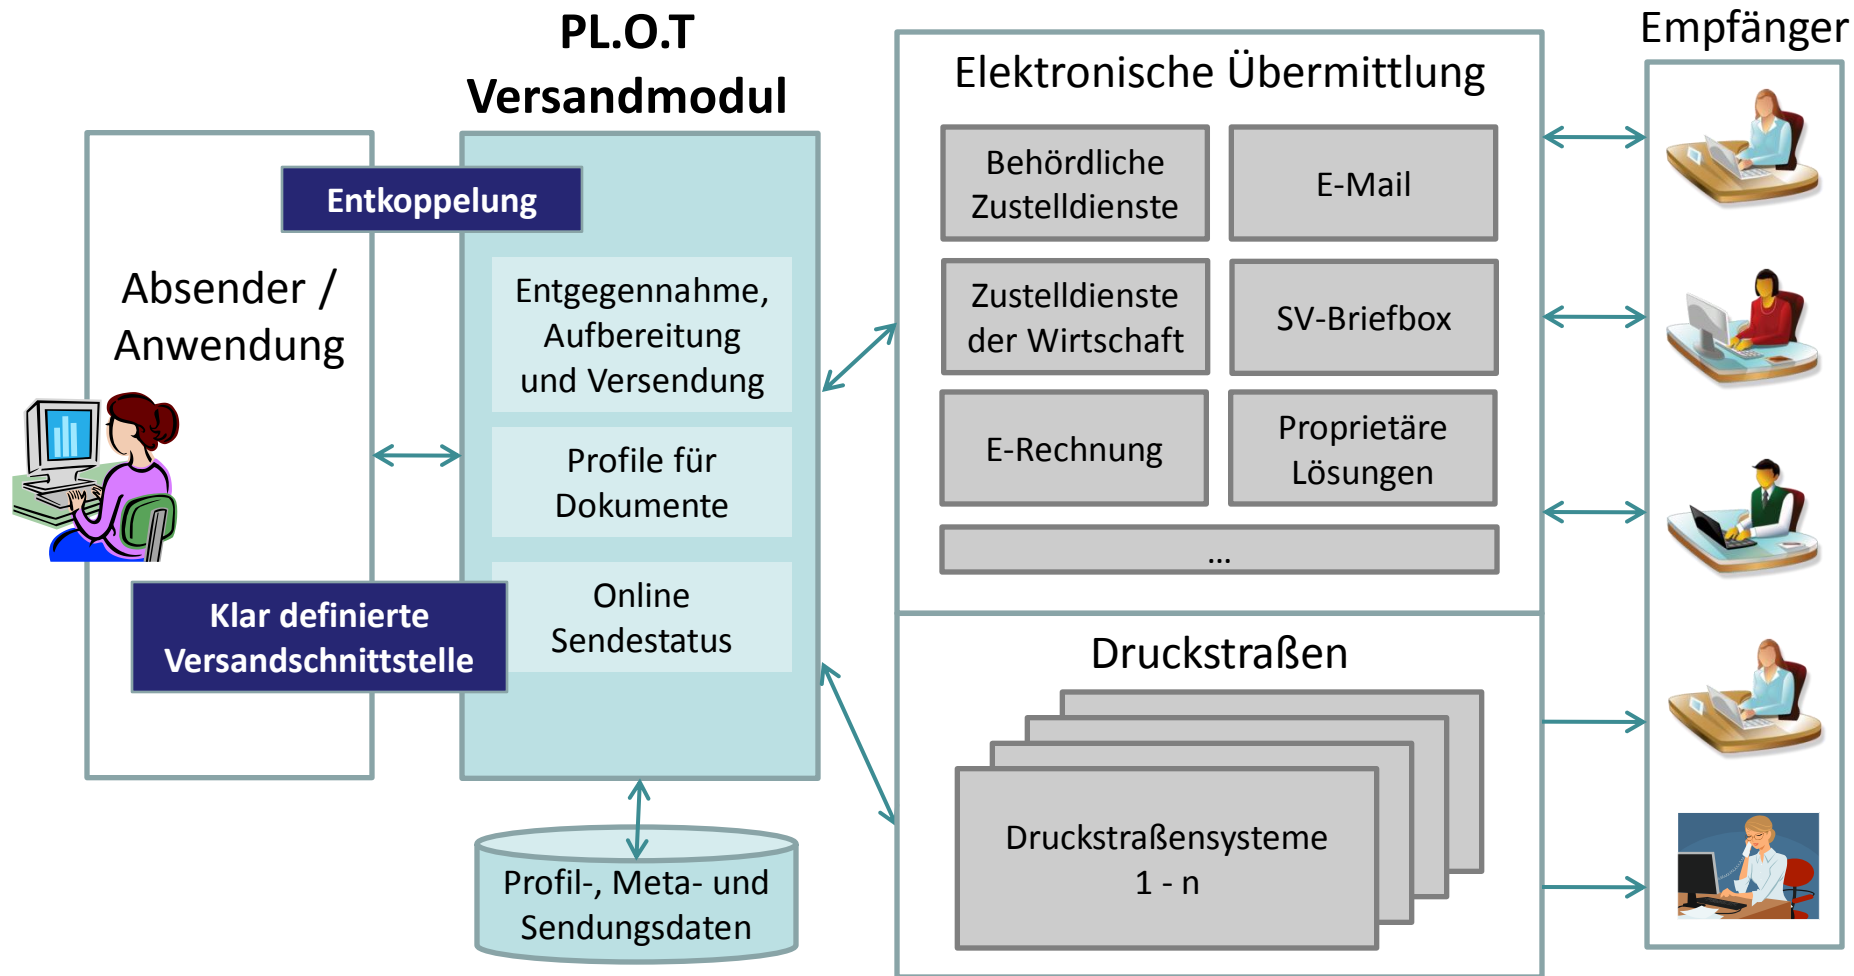 PL.O.T
Versandmodul
Empfänger
Absender /
Anwendung
Entkoppelung
Klar definierte
Versandschnittstelle
Entgegennahme,
Aufbereitung
und Versendung
Profile für
Dokumente
Online
Sendestatus
Profil-, Meta- und
Sendungsdaten
Elektronische Übermittlung
Behördliche
Zustelldienste
E-Mail
Zustelldienste
der Wirtschaft
SV-Briefbox
E-Rechnung
Proprietäre
Lösungen
...
Druckstraßen
Druckstraßensysteme
1 - n